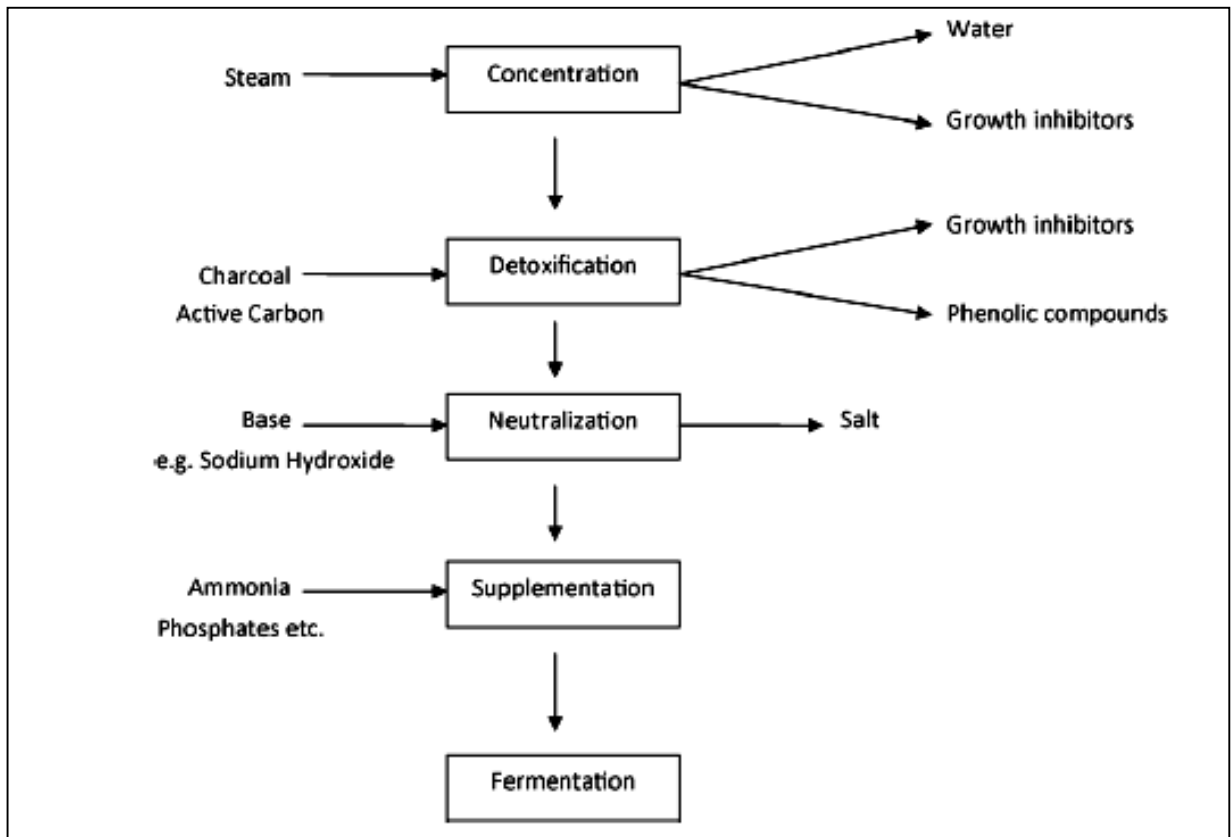 Water
Steam
Concentration
Growth inhibitors
Growth inhibitors
Charcoal
Active Carbon
Detoxification
Phenolic compounds
Base
e.g. Sodium Hydroxide
Neutralization
Salt
Ammonia
Phosphates etc.
Supplementation
Fermentation